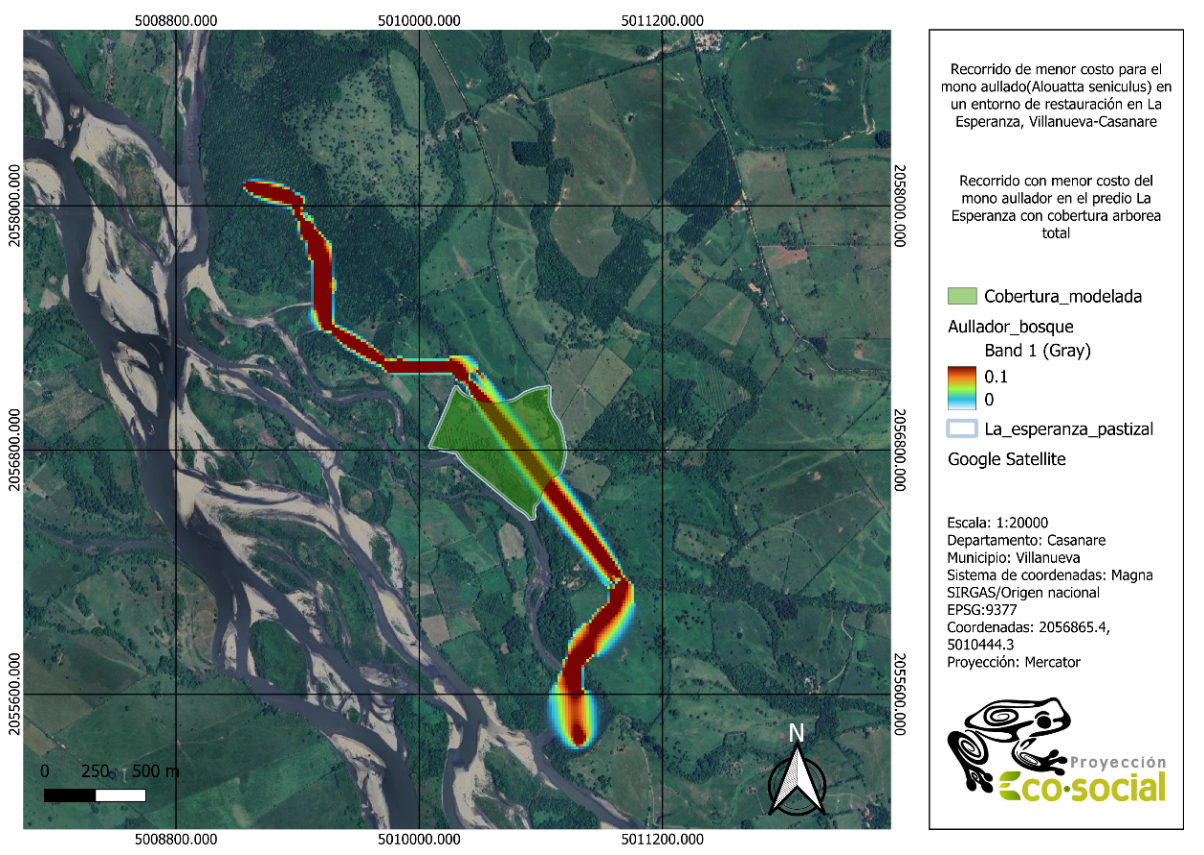 5008800.000
5010000.000
5011200.000
2058000.000
2058000.000
2056800.000
2056800.000
2055600.000
2055600.000
0 250 500 m
N
5008800.000
5010000.000
5011200.000
Recorrido de menor costo para el
mono aullado(Alouatta seniculus) en
un entorno de restauración en La
Esperanza, Villanueva-Casanare
Recorrido con menor costo del
mono aullador en el predio La
Esperanza con cobertura arborea
total
Cobertura_modelada
Aullador_bosque
Band 1 (Gray)
0.1
0
La_esperanza_pastizal
Google Satellite
Escala: 1:20000
Departamento: Casanare
Municipio: Villanueva
Sistema de coordenadas: Magna
SIRGAS/Origen nacional
EPSG:9377
Coordenadas: 2056865.4,
5010444.3
Proyección: Mercator
Proyección
Eco·social